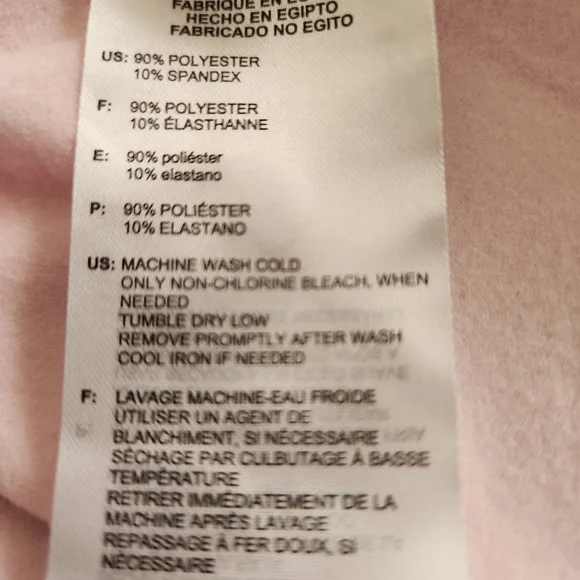 FABRIQUÉ EN
HECHO EN EGIPTO
FABRICADO NO EGITO
US: 90% POLYESTER
10% SPANDEX
F: 90% POLYESTER
10% ÉLASTHANNE
E: 90% poliéster
10% elastano
P: 90% POLIÉSTER
10% ELASTANO
US: MACHINE WASH COLD
ONLY NON-CHLORINE BLEACH, WHEN
NEEDED
TUMBLE DRY LOW
REMOVE PROMPTLY AFTER WASH
COOL IRON IF NEEDED
F: LAVAGE MACHINE-EAU FROIDE
UTILISER UN AGENT DE
BLANCHIMENT, SI NÉCESSAIRE
SÉCHAGE PAR CULBUTAGE À BASSE
TEMPÉRATURE
RETIRER IMMÉDIATEMENT DE LA
MACHINE APRÈS LAVAGE
REPASSAGE À FER DOUX, SI
NÉCESSAIRE